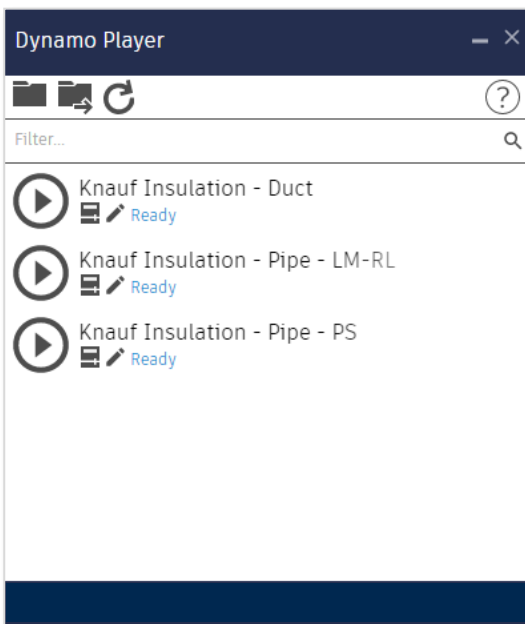 Dynamo Player
?
Filter...
Knauf Insulation - Duct
Ready
Knauf Insulation - Pipe - LM-RL
Ready
Knauf Insulation - Pipe - PS
Ready